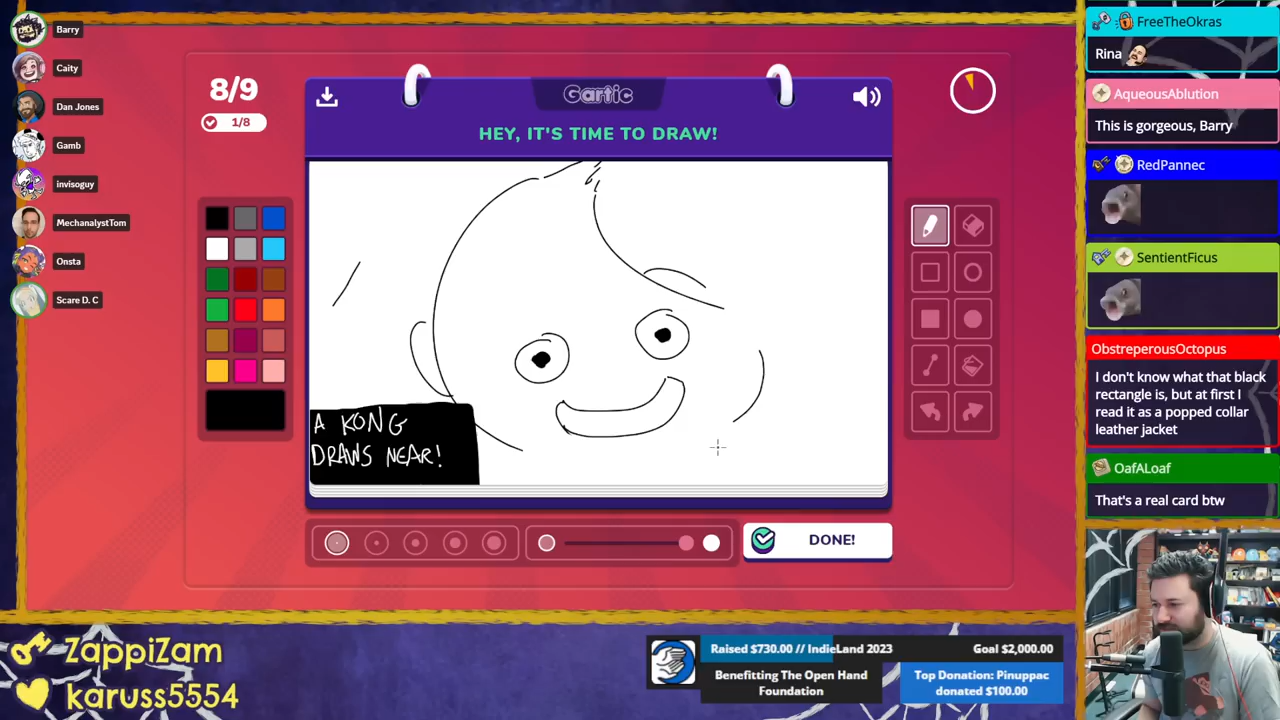 Barry
Caity
Dan Jones
Gamb
invisoguy
MechanalystTom
Onsta
Scare D. C
8/9
1/8
Gartic
HEY, IT'S TIME TO DRAW!
A KONG
DRAWS NEAR!
DONE!
FreeTheOkras
Rina
AqueousAblution
This is gorgeous, Barry
RedPannec
SentientFicus
ObstreperousOctopus
I don't know what that black
rectangle is, but at first I
read it as a popped collar
leather jacket
OafALoaf
That's a real card btw
ZappiZam
karuss5554
Raised $730.00 // IndieLand 2023
Goal $2,000.00
Benefitting The Open Hand
Foundation
Top Donation: Pinuppac
donated $100.00